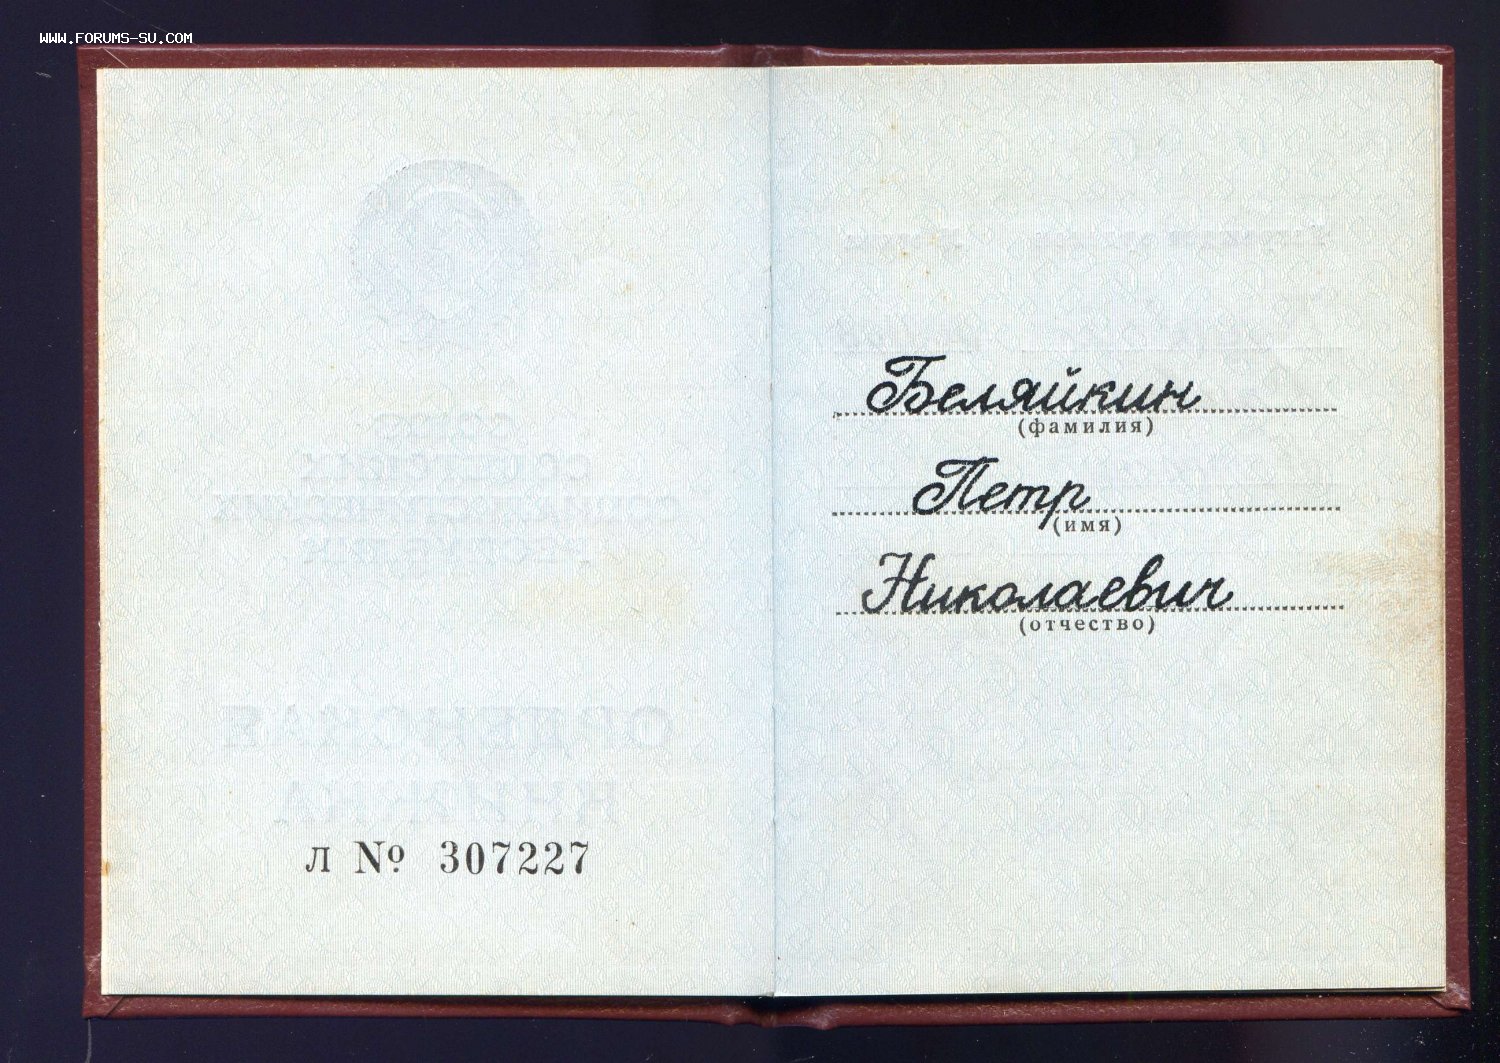 WWW.FORUMS-SU.COM
Л № 307227
Беляйкин
(фамилия)
Петр
(имя)
Николаевич
(отчество)